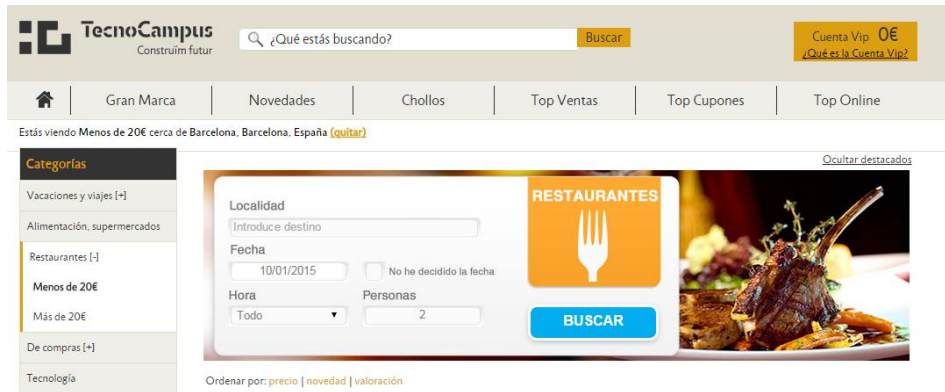 TecnoCampus
Construïm futur
¿Qué estás buscando?
Buscar
Cuenta Vip 0€
¿Qué es la Cuenta Vip?
Gran Marca
Novedades
Chollos
Top Ventas
Top Cupones
Top Online
Estás viendo Menos de 20€ cerca de Barcelona, Barcelona, España (quitar)
Ocultar destacados
Categorías
Vacaciones y viajes [+]
Alimentación, supermercados
Restaurantes [-]
Menos de 20€
Más de 20€
De compras [+]
Tecnología
Localidad
Introduce destino
Fecha
10/01/2015
No he decidido la fecha
Hora
Personas
Todo
2
RESTAURANTES
BUSCAR
Ordenar por: precio | novedad | valoración